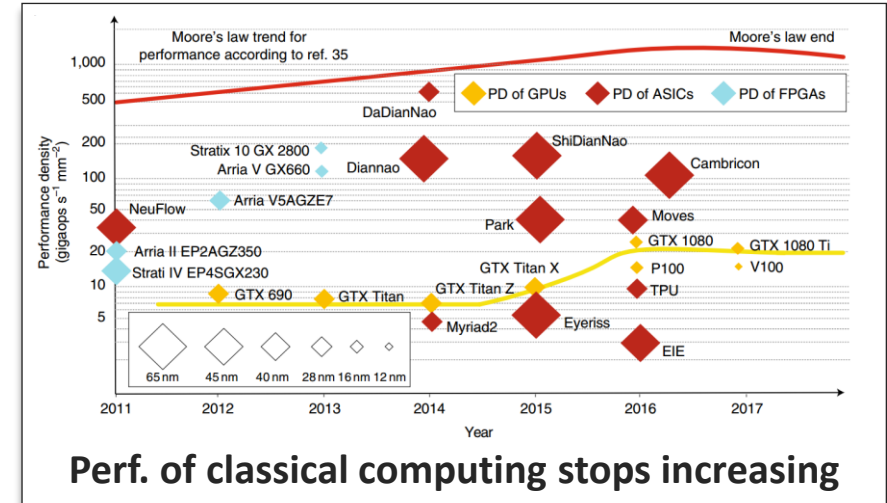 Moore's law trend for
performance according to ref. 35
Moore's law end
1,000
500
200
100
50
20
10
5
Performance density
(gigaops s⁻¹ mm⁻²)
PD of GPUs
PD of ASICs
PD of FPGAs
DaDianNao
Stratix 10 GX 2800
Arria V GX660
Diannao
ShiDianNao
Cambricon
NeuFlow
Arria V5AGZE7
Park
Moves
GTX 1080
GTX 1080 Ti
Arria II EP2AGZ350
Strati IV EP4SGX230
GTX Titan X
P100
V100
GTX 690
GTX Titan
GTX Titan Z
TPU
Myriad2
Eyeriss
EIE
65 nm 45 nm 40 nm 28 nm 16 nm 12 nm
2011 2012 2013 2014 2015 2016 2017
Year
Perf. of classical computing stops increasing